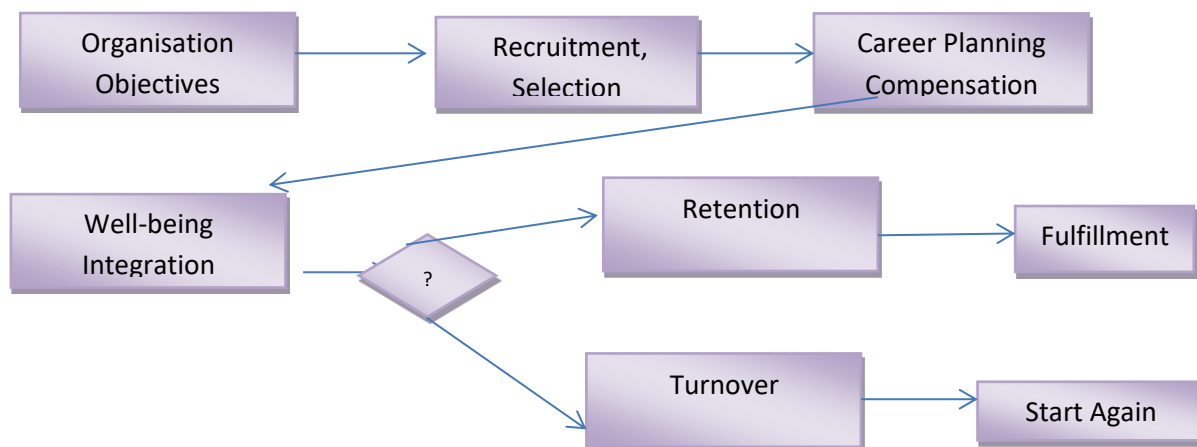 Organisation
Objectives
Recruitment,
Selection
Career Planning
Compensation
Well-being
Integration
?
Retention
Fulfillment
Turnover
Start Again